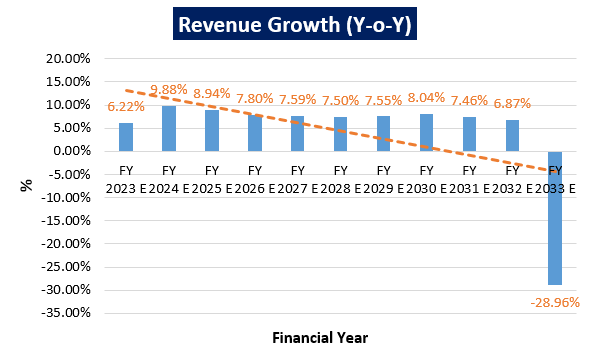 Revenue Growth (Y-o-Y)
20.00%
15.00%
10.00%
5.00%
0.00%
-5.00%
-10.00%
-15.00%
-20.00%
-25.00%
-30.00%
-35.00%
%
6.22% 9.88% 8.94% 7.80% 7.59% 7.50% 7.55% 8.04% 7.46% 6.87%
-28.96%
FY FY FY FY FY FY FY FY FY FY FY
2023 E 2024 E 2025 E 2026 E 2027 E 2028 E 2029 E 2030 E 2031 E 2032 E 2033 E
Financial Year